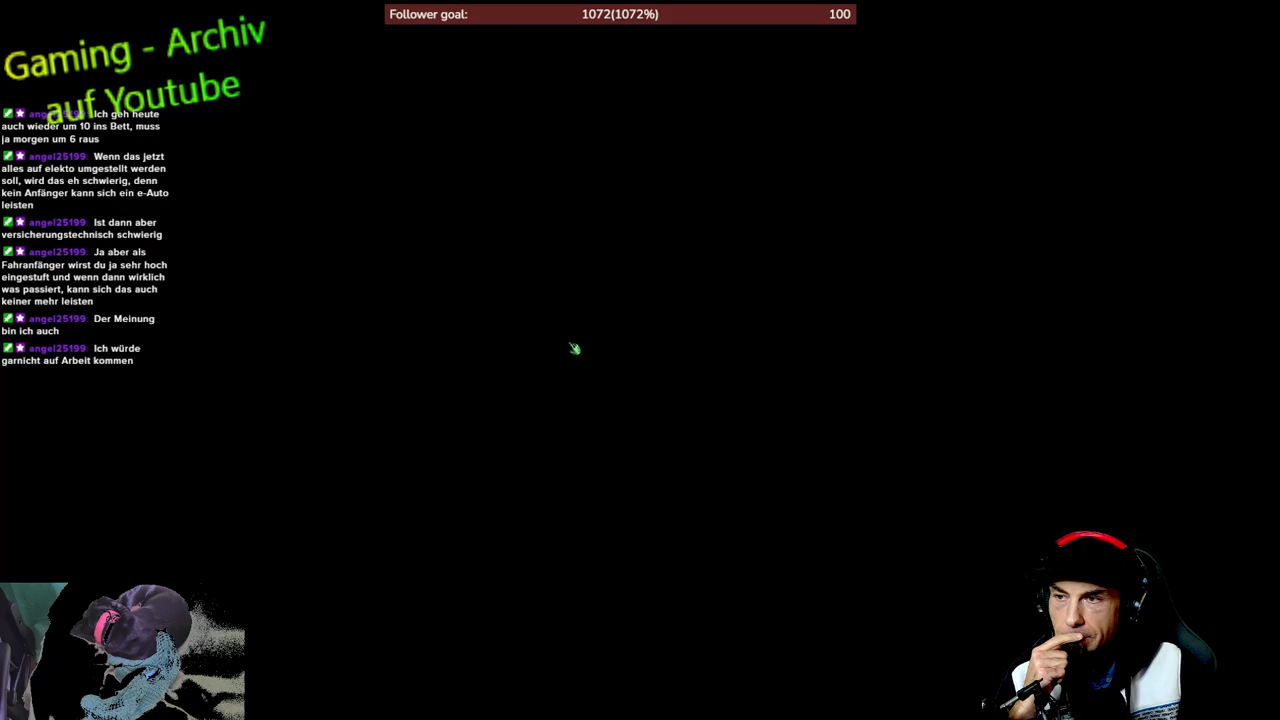 Follower goal: 1072(1072%) 100
Gaming - Archiv
auf Youtube
angel25199: Ich geh heute
auch wieder um 10 ins Bett, muss
ja morgen um 6 raus
angel25199: Wenn das jetzt
alles auf elekto umgestellt werden
soll, wird das eh schwierig, denn
kein Anfänger kann sich ein e-Auto
leisten
angel25199: Ist dann aber
versicherungstechnisch schwierig
angel25199: Ja aber als
Fahranfänger wirst du ja sehr hoch
eingestuft und wenn dann wirklich
was passiert, kann sich das auch
keiner mehr leisten
angel25199: Der Meinung
bin ich auch
angel25199: Ich würde
garnicht auf Arbeit kommen